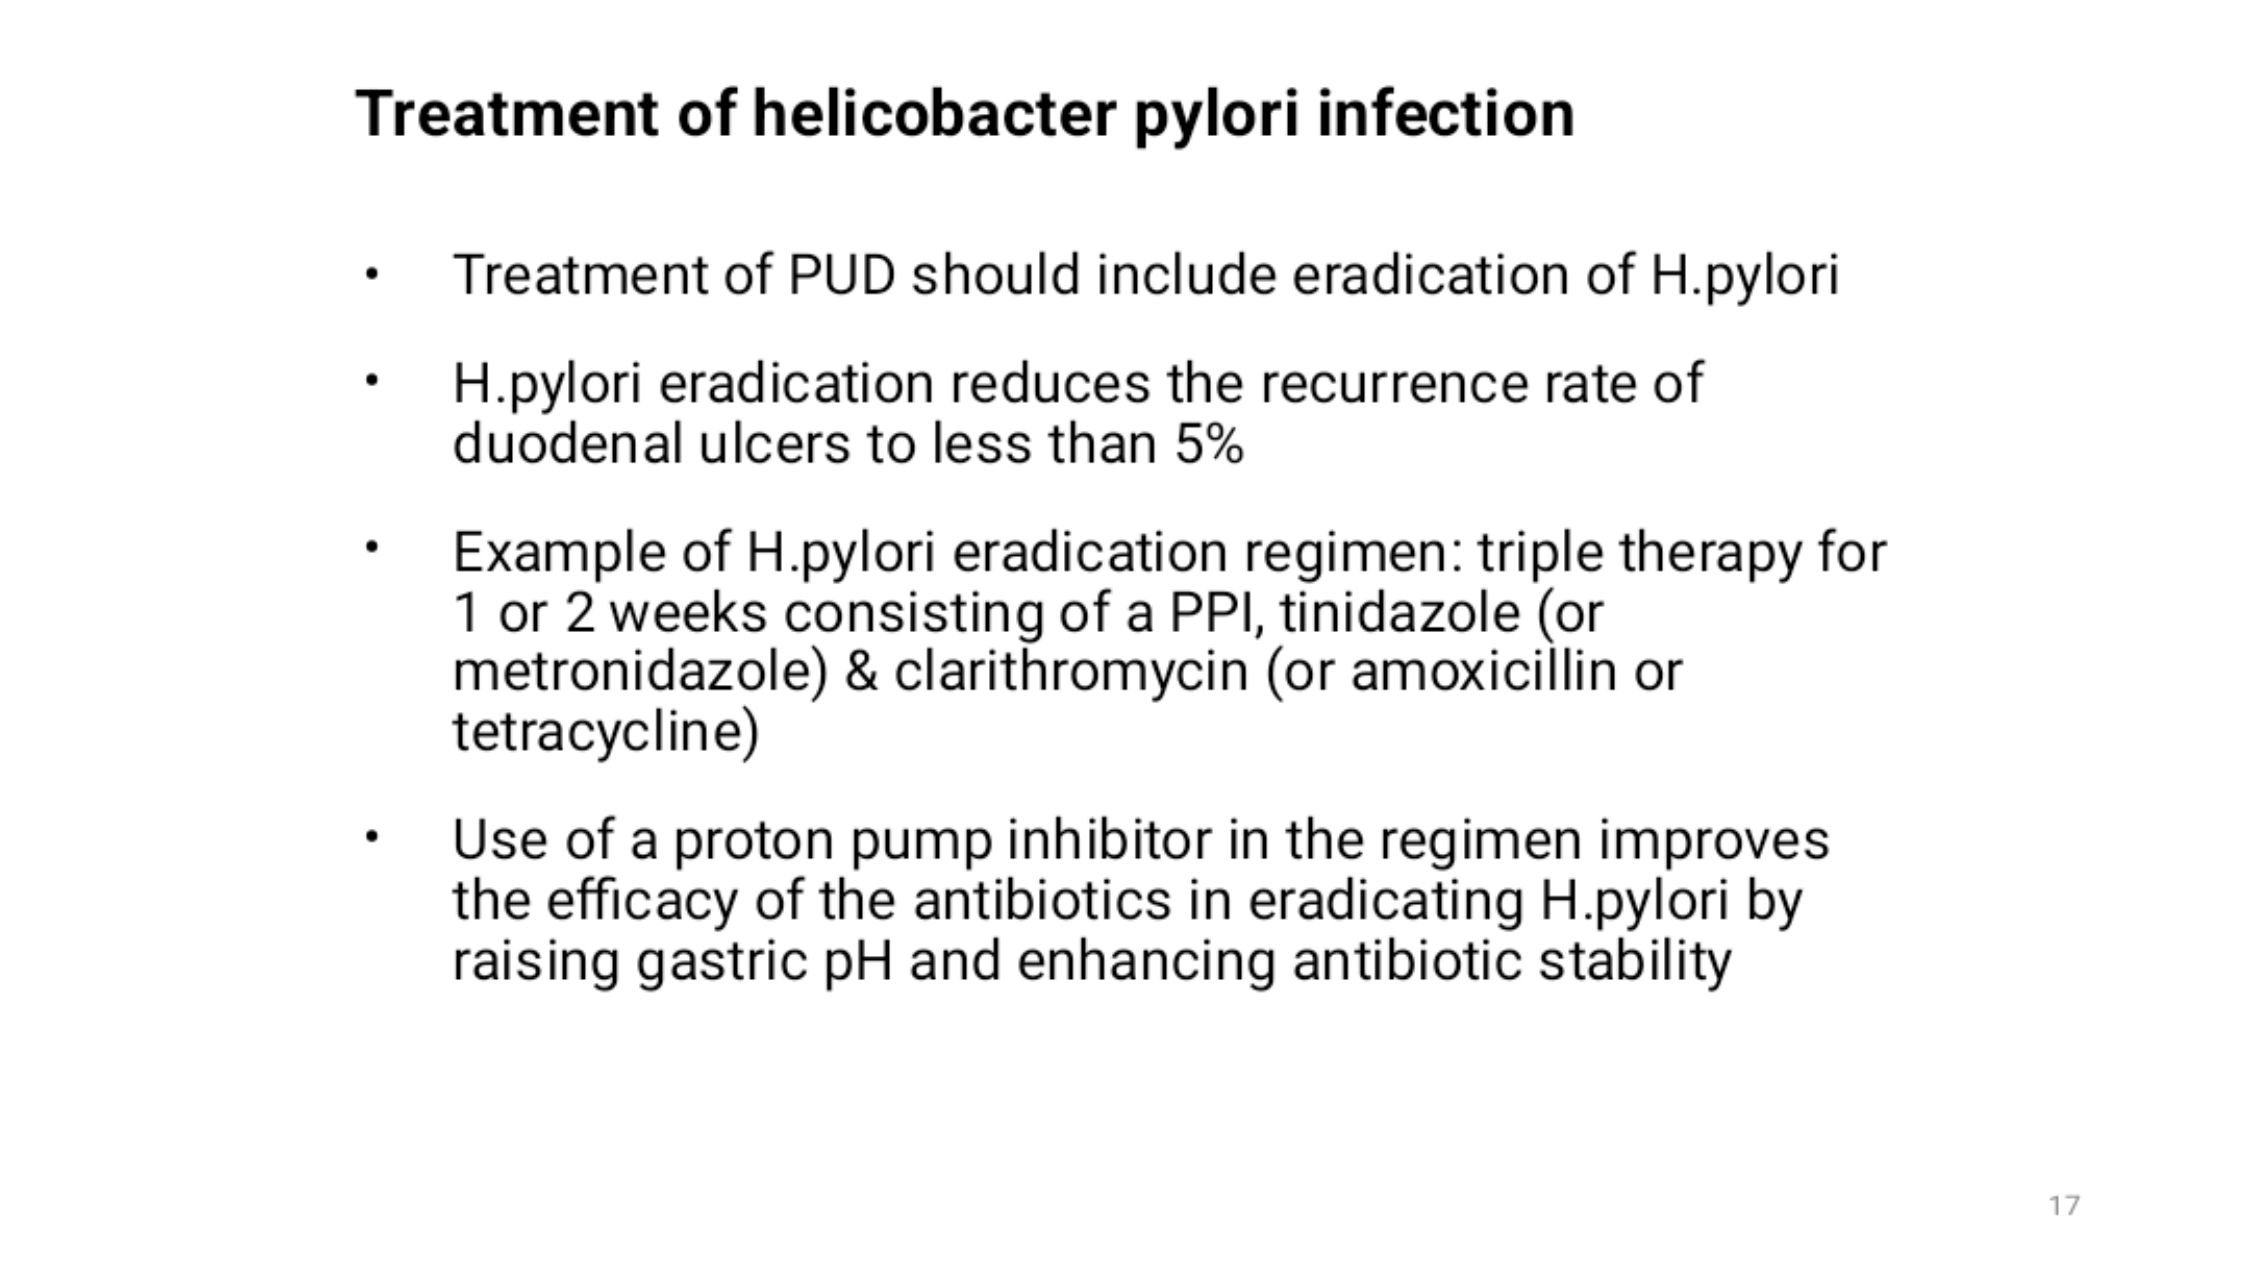 Treatment of helicobacter pylori infection
• Treatment of PUD should include eradication of H.pylori
• H.pylori eradication reduces the recurrence rate of
duodenal ulcers to less than 5%
• Example of H.pylori eradication regimen: triple therapy for
1 or 2 weeks consisting of a PPI, tinidazole (or
metronidazole) & clarithromycin (or amoxicillin or
tetracycline)
• Use of a proton pump inhibitor in the regimen improves
the efficacy of the antibiotics in eradicating H.pylori by
raising gastric pH and enhancing antibiotic stability
17